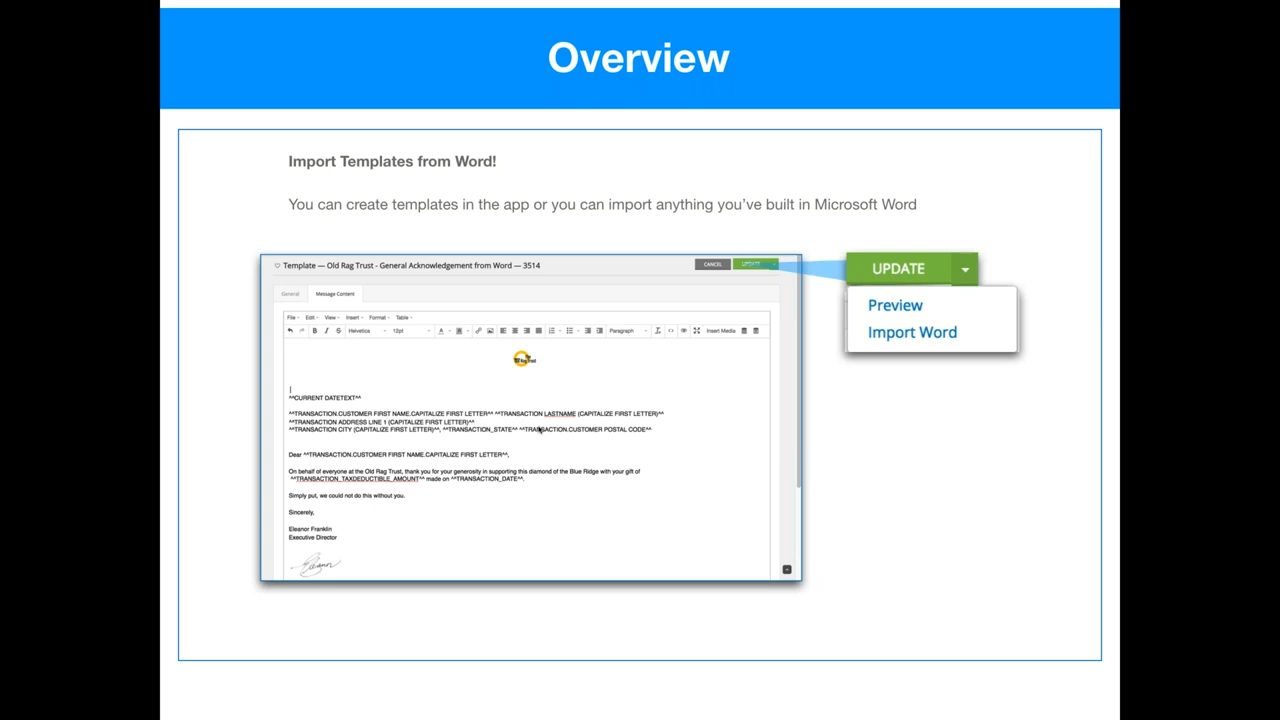 Overview
Import Templates from Word!
You can create templates in the app or you can import anything you’ve built in Microsoft Word
Template — Old Rag Trust - General Acknowledgement from Word — 3514
CANCEL
UPDATE
UPDATE
Preview
Import Word
General
Message Content
File Edit View Insert Format Table
B I S Helvetica 12pt A A Paragraph Insert Media
Rag Trust
^^CURRENT DATETEXT^^
^^TRANSACTION.CUSTOMER FIRST NAME.CAPITALIZE FIRST LETTER^^ ^^TRANSACTION LASTNAME (CAPITALIZE FIRST LETTER)^^
^^TRANSACTION ADDRESS LINE 1 (CAPITALIZE FIRST LETTER)^^
^^TRANSACTION CITY (CAPITALIZE FIRST LETTER)^^, ^^TRANSACTION_STATE^^ ^^TRANSACTION.CUSTOMER POSTAL CODE^^
Dear ^^TRANSACTION.CUSTOMER FIRST NAME.CAPITALIZE FIRST LETTER^^,
On behalf of everyone at the Old Rag Trust, thank you for your generosity in supporting this diamond of the Blue Ridge with your gift of
^^TRANSACTION_TAXDEDUCTIBLE_AMOUNT^^ made on ^^TRANSACTION_DATE^^.
Simply put, we could not do this without you.
Sincerely,
Eleanor Franklin
Executive Director